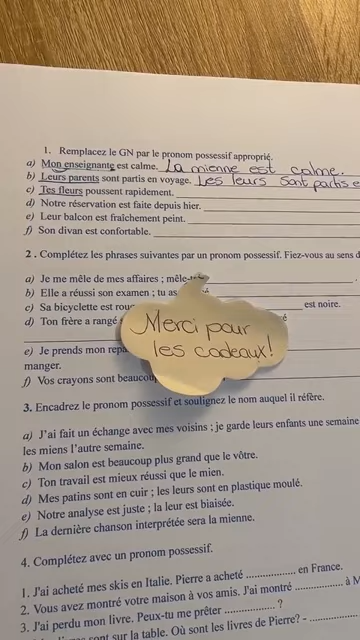 1. Remplacez le GN par le pronom possessif approprié.
a) Mon enseignante est calme. La mienne est calme.
b) Leurs parents sont partis en voyage. Les leurs sont partis e
c) Tes fleurs poussent rapidement.
d) Notre réservation est faite depuis hier.
e) Leur balcon est fraîchement peint.
f) Son divan est confortable.
2. Complétez les phrases suivantes par un pronom possessif. Fiez-vous au sens d
a) Je me mêle de mes affaires ; mêle-
b) Elle a réussi son examen ; tu as
c) Sa bicyclette est est noire.
d) Ton frère a rangé
Merci pour
les cadeaux!
e) Je prends mon
manger.
f) Vos crayons sont
3. Encadrez le pronom possessif et soulignez le nom auquel il réfère.
a) J'ai fait un échange avec mes voisins ; je garde leurs enfants une semaine
les miens l'autre semaine.
b) Mon salon est beaucoup plus grand que le vôtre.
c) Ton travail est mieux réussi que le mien.
d) Mes patins sont en cuir ; les leurs sont en plastique moulé.
e) Notre analyse est juste ; la leur est biaisée.
f) La dernière chanson interprétée sera la mienne.
4. Complétez avec un pronom possessif.
1. J'ai acheté mes skis en Italie. Pierre a acheté ................ en France.
2. Vous avez montré votre maison à vos amis. J'ai montré ................ à M
3. J'ai perdu mon livre. Peux-tu me prêter ................ ?
sont sur la table. Où sont les livres de Pierre? -